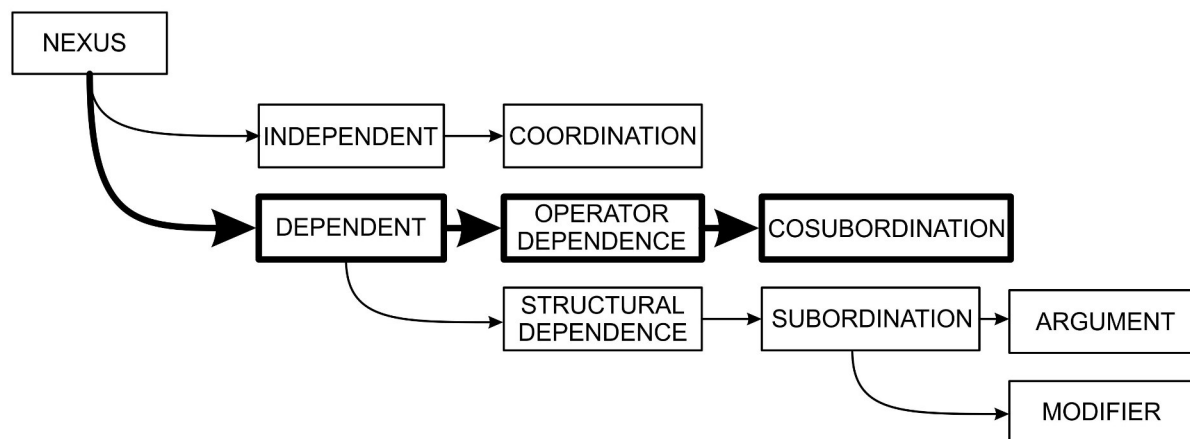 NEXUS
INDEPENDENT
COORDINATION
DEPENDENT
OPERATOR
DEPENDENCE
COSUBORDINATION
STRUCTURAL
DEPENDENCE
SUBORDINATION
ARGUMENT
MODIFIER